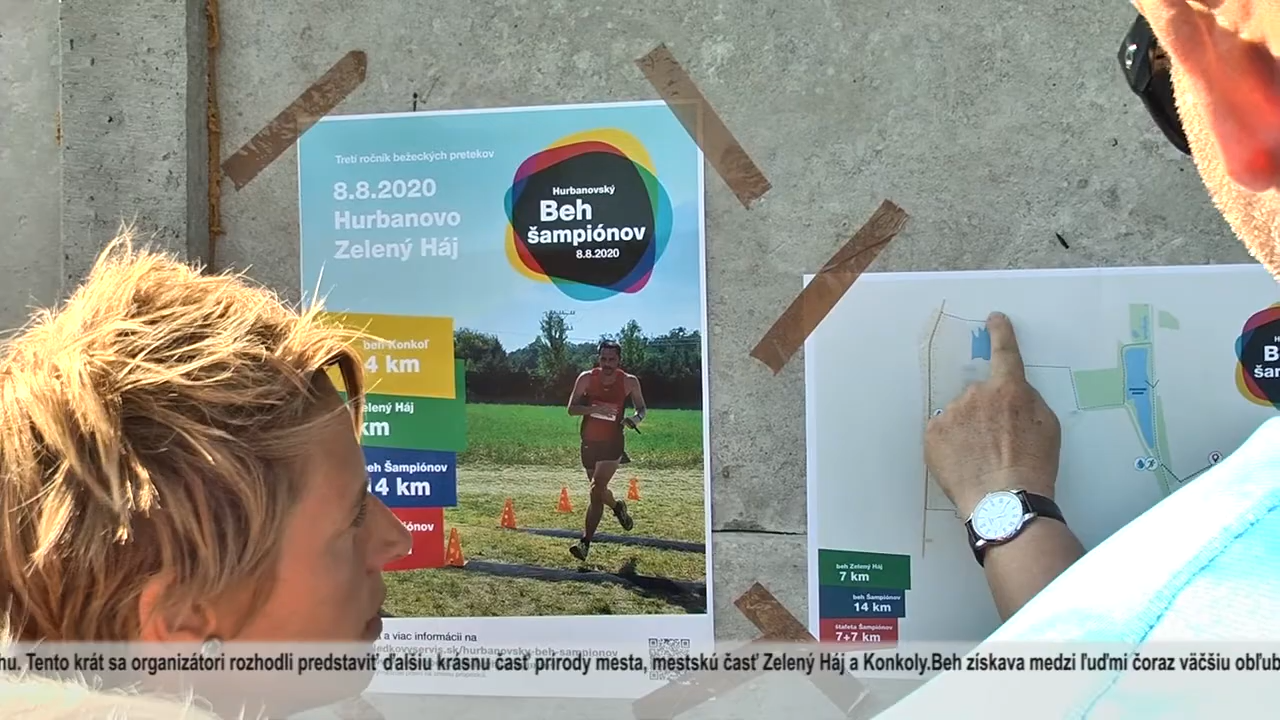 Tretí ročník bežeckých pretekov
8.8.2020
Hurbanovo
Zelený Háj
Hurbanovský
Beh
šampiónov
8.8.2020
beh Konkoľ
4 km
elený Háj
km
beh Šampiónov
14 km
a viac informácii na
beh Zelený Háj
7 km
beh Šampiónov
14 km
štafeta Šampiónov
7+7 km
hu. Tento krát sa organizátori rozhodli predstaviť ďalšiu krásnu časť prírody mesta, mestskú časť Zelený Háj a Konkoly.Beh získava medzi ľuďmi čoraz väčšiu obľub